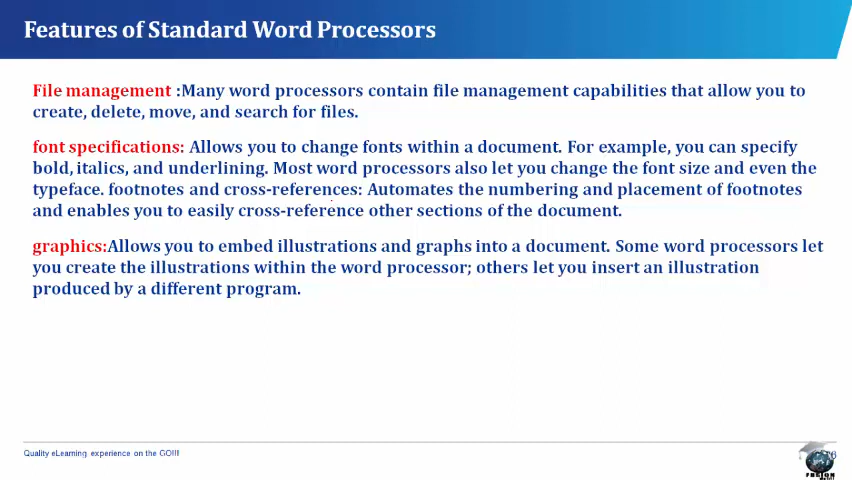 Features of Standard Word Processors
File management :Many word processors contain file management capabilities that allow you to
create, delete, move, and search for files.
font specifications: Allows you to change fonts within a document. For example, you can specify
bold, italics, and underlining. Most word processors also let you change the font size and even the
typeface. footnotes and cross-references: Automates the numbering and placement of footnotes
and enables you to easily cross-reference other sections of the document.
graphics:Allows you to embed illustrations and graphs into a document. Some word processors let
you create the illustrations within the word processor; others let you insert an illustration
produced by a different program.
Quality eLearning experience on the GO!!!